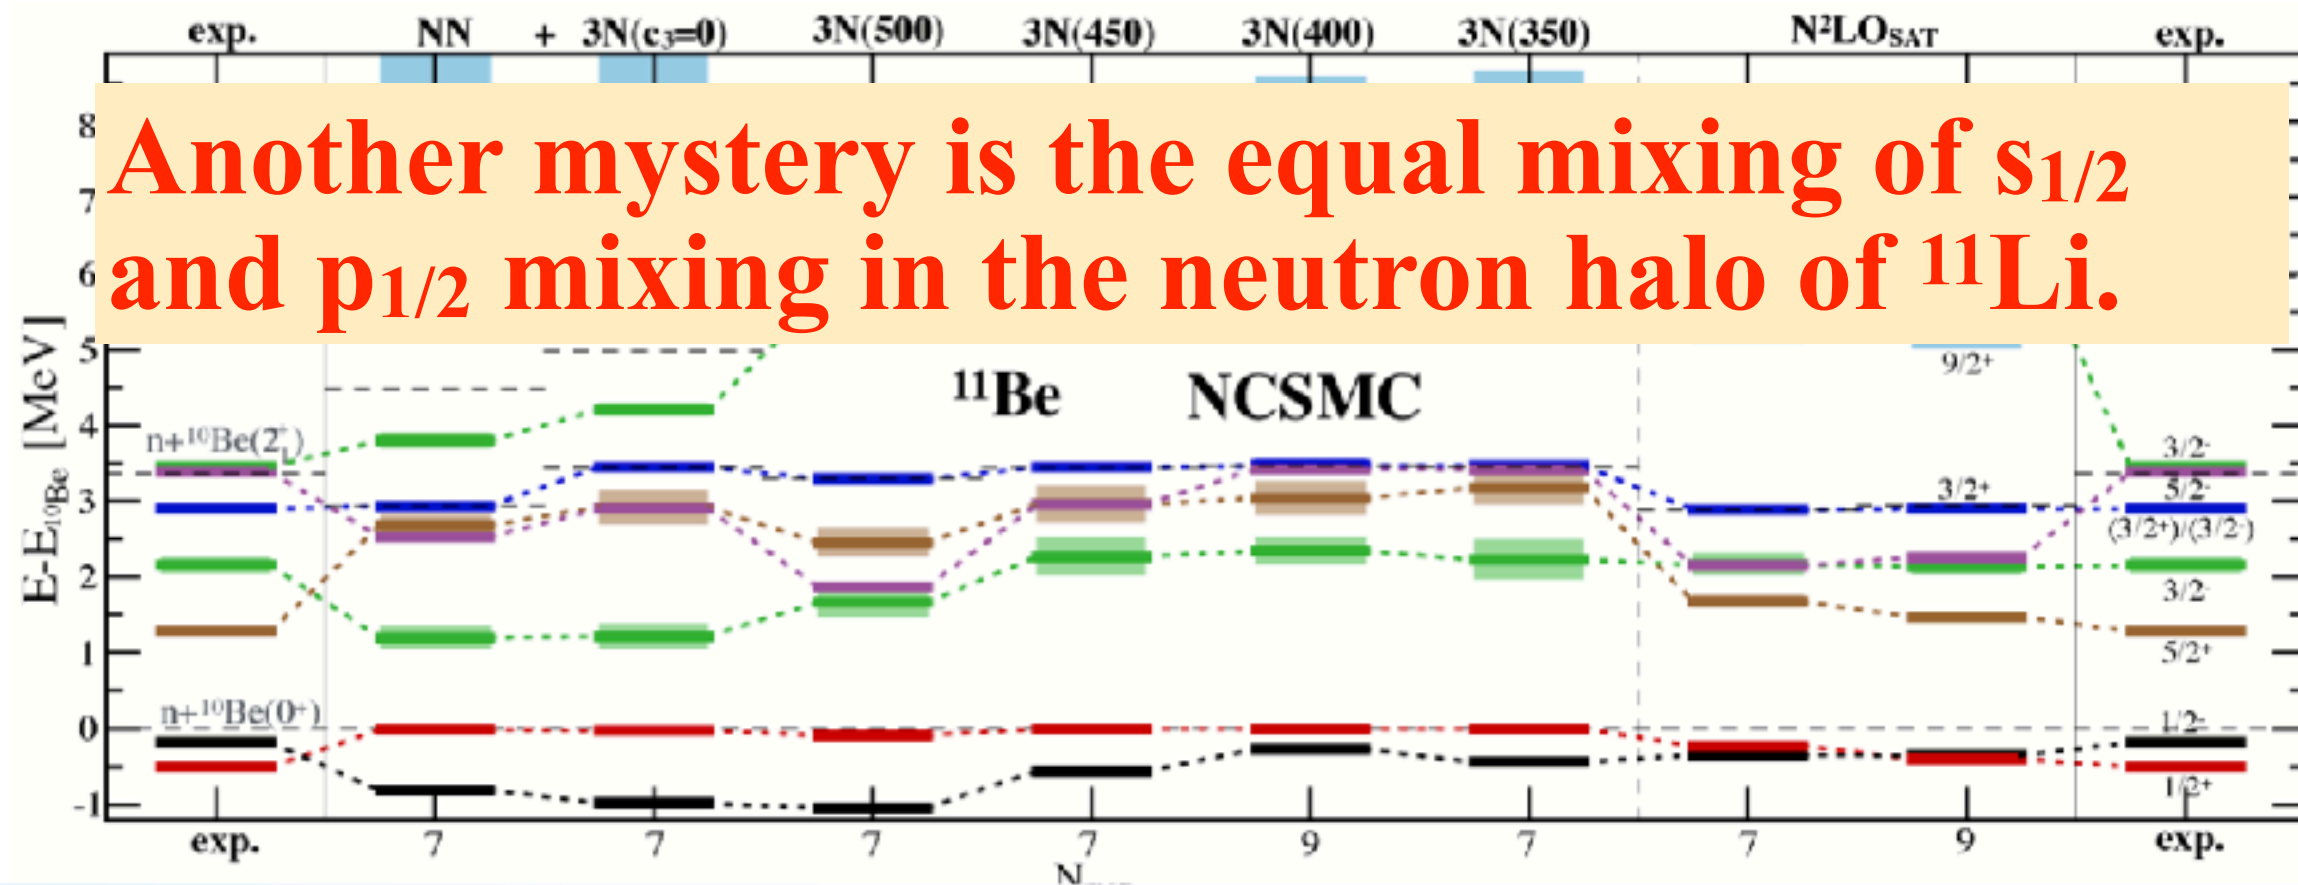 exp. NN + 3N(c₃=0) 3N(500) 3N(450) 3N(400) 3N(350) N²LO_SAT exp.
8
Another mystery is the equal mixing of s₁/₂
7
and p₁/₂ mixing in the neutron halo of ¹¹Li.
6
E-E₁₀Be [MeV]
5
9/2⁺
¹¹Be NCSMC
4
n+¹⁰Be(2⁺₁)
3/2⁻
3
3/2⁺
5/2⁻
(3/2⁺)/(3/2⁻)
2
3/2⁻
1
5/2⁺
n+¹⁰Be(0⁺)
0
1/2⁻
1/2⁺
-1
exp. 7 7 7 7 9 7 7 9 exp.